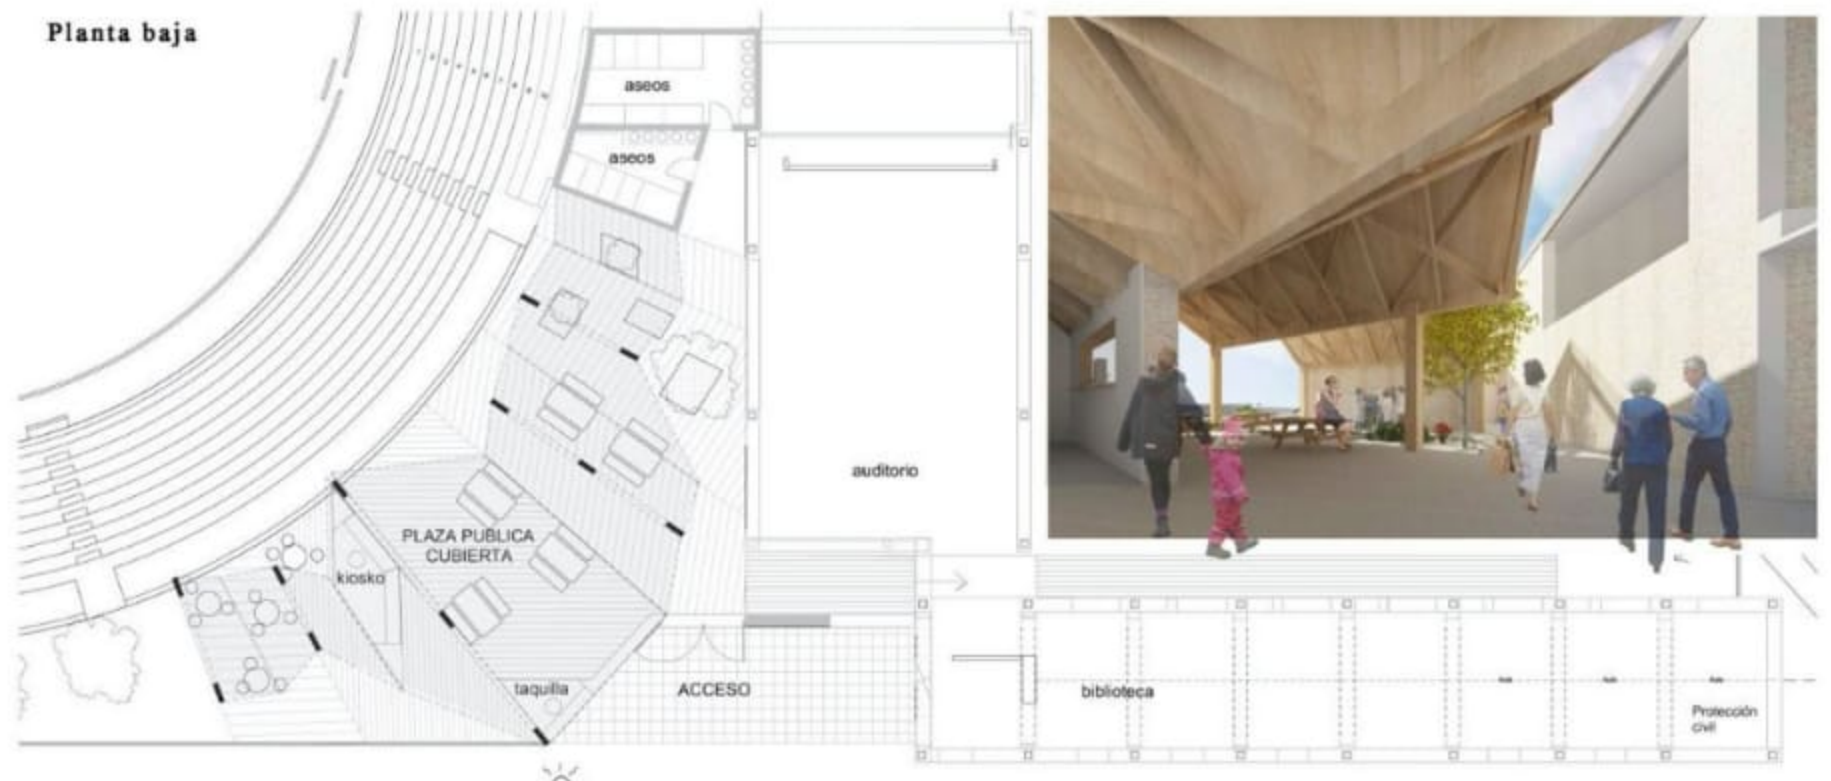 Planta baja
aseos
aseos
auditorio
PLAZA PUBLICA
CUBIERTA
kiosko
taquilla
ACCESO
biblioteca
Protección
civil